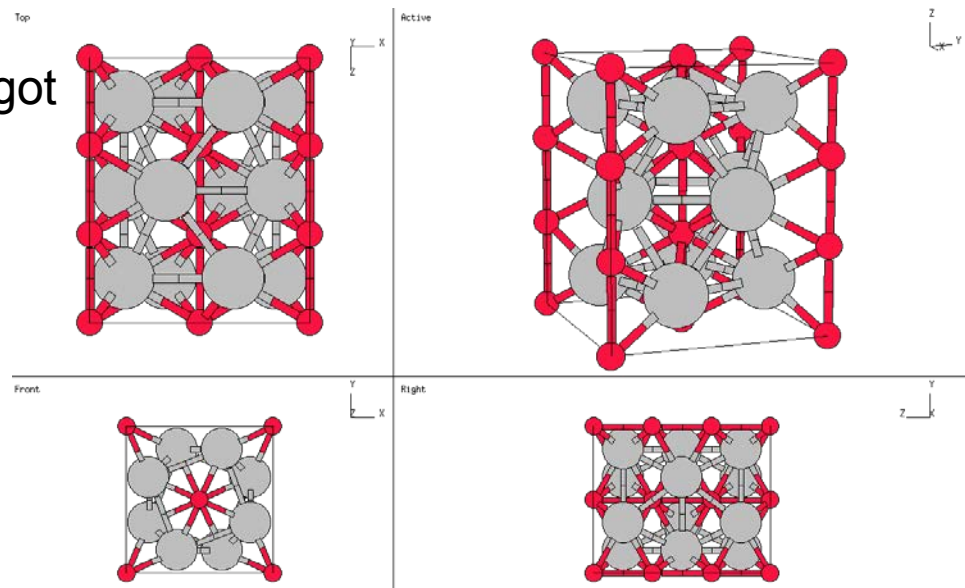 Top
Y X
Z
got
Active
Z
X Y
Front
Y
Z X
Right
Y
Z X